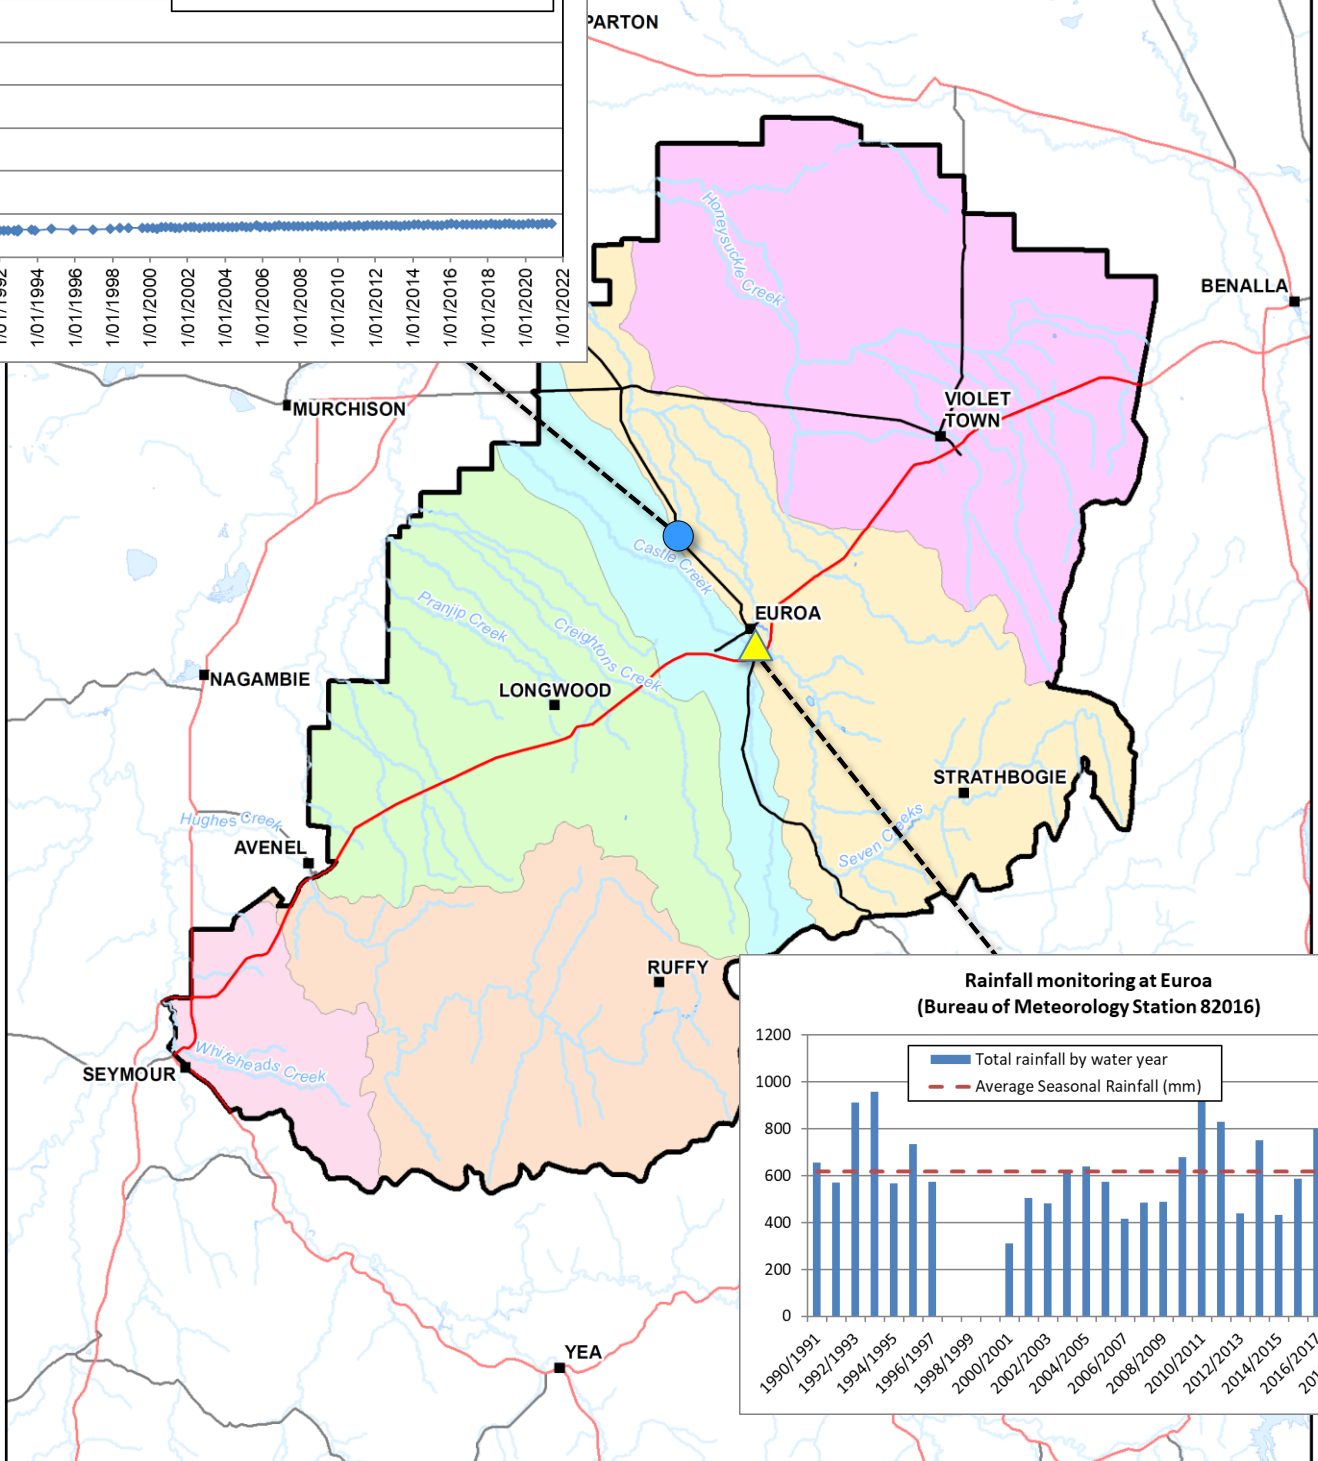 PARTON
1/01/1994
1/01/1996
1/01/1998
1/01/2000
1/01/2002
1/01/2004
1/01/2006
1/01/2008
1/01/2010
1/01/2012
1/01/2014
1/01/2016
1/01/2018
1/01/2020
1/01/2022
Honeysuckle Creek
BENALLA
MURCHISON
VIOLET
TOWN
Castle Creek
EUROA
Pranjip Creek
Creightons Creek
NAGAMBIE
LONGWOOD
STRATHBOGIE
Hughes Creek
Seven Creeks
AVENEL
RUFFY
Whiteheads Creek
SEYMOUR
YEA
Rainfall monitoring at Euroa
(Bureau of Meteorology Station 82016)
Total rainfall by water year
Average Seasonal Rainfall (mm)
1200
1000
800
600
400
200
0
1990/1991
1992/1993
1994/1995
1996/1997
1998/1999
2000/2001
2002/2003
2004/2005
2006/2007
2008/2009
2010/2011
2012/2013
2014/2015
2016/2017